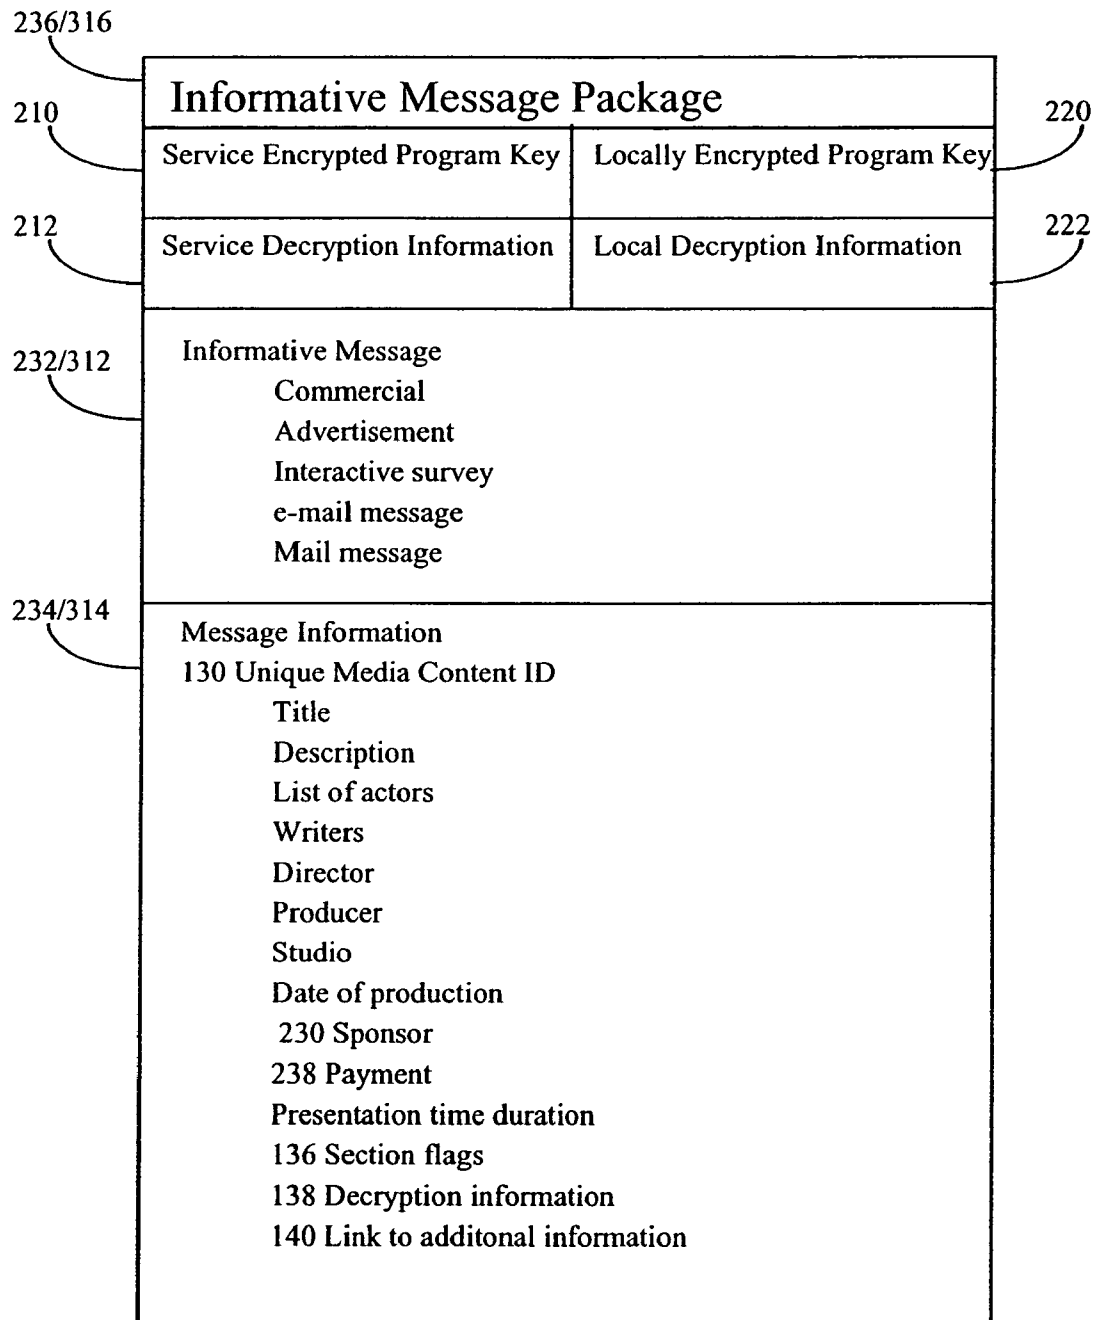 236/316
Informative Message Package
210
220
Service Encrypted Program Key
Locally Encrypted Program Key
212
222
Service Decryption Information
Local Decryption Information
232/312
Informative Message
Commercial
Advertisement
Interactive survey
e-mail message
Mail message
234/314
Message Information
130 Unique Media Content ID
Title
Description
List of actors
Writers
Director
Producer
Studio
Date of production
230 Sponsor
238 Payment
Presentation time duration
136 Section flags
138 Decryption information
140 Link to additonal information